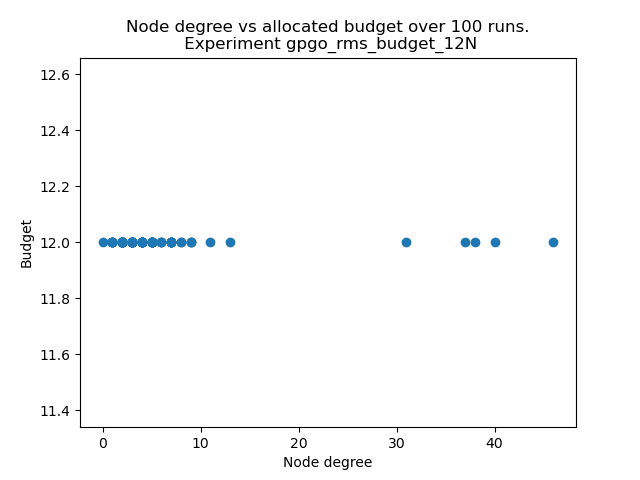 Node degree vs allocated budget over 100 runs.
Experiment gpgo_rms_budget_12N
12.6
12.4
12.2
12.0
11.8
11.6
11.4
Budget
0 10 20 30 40
Node degree